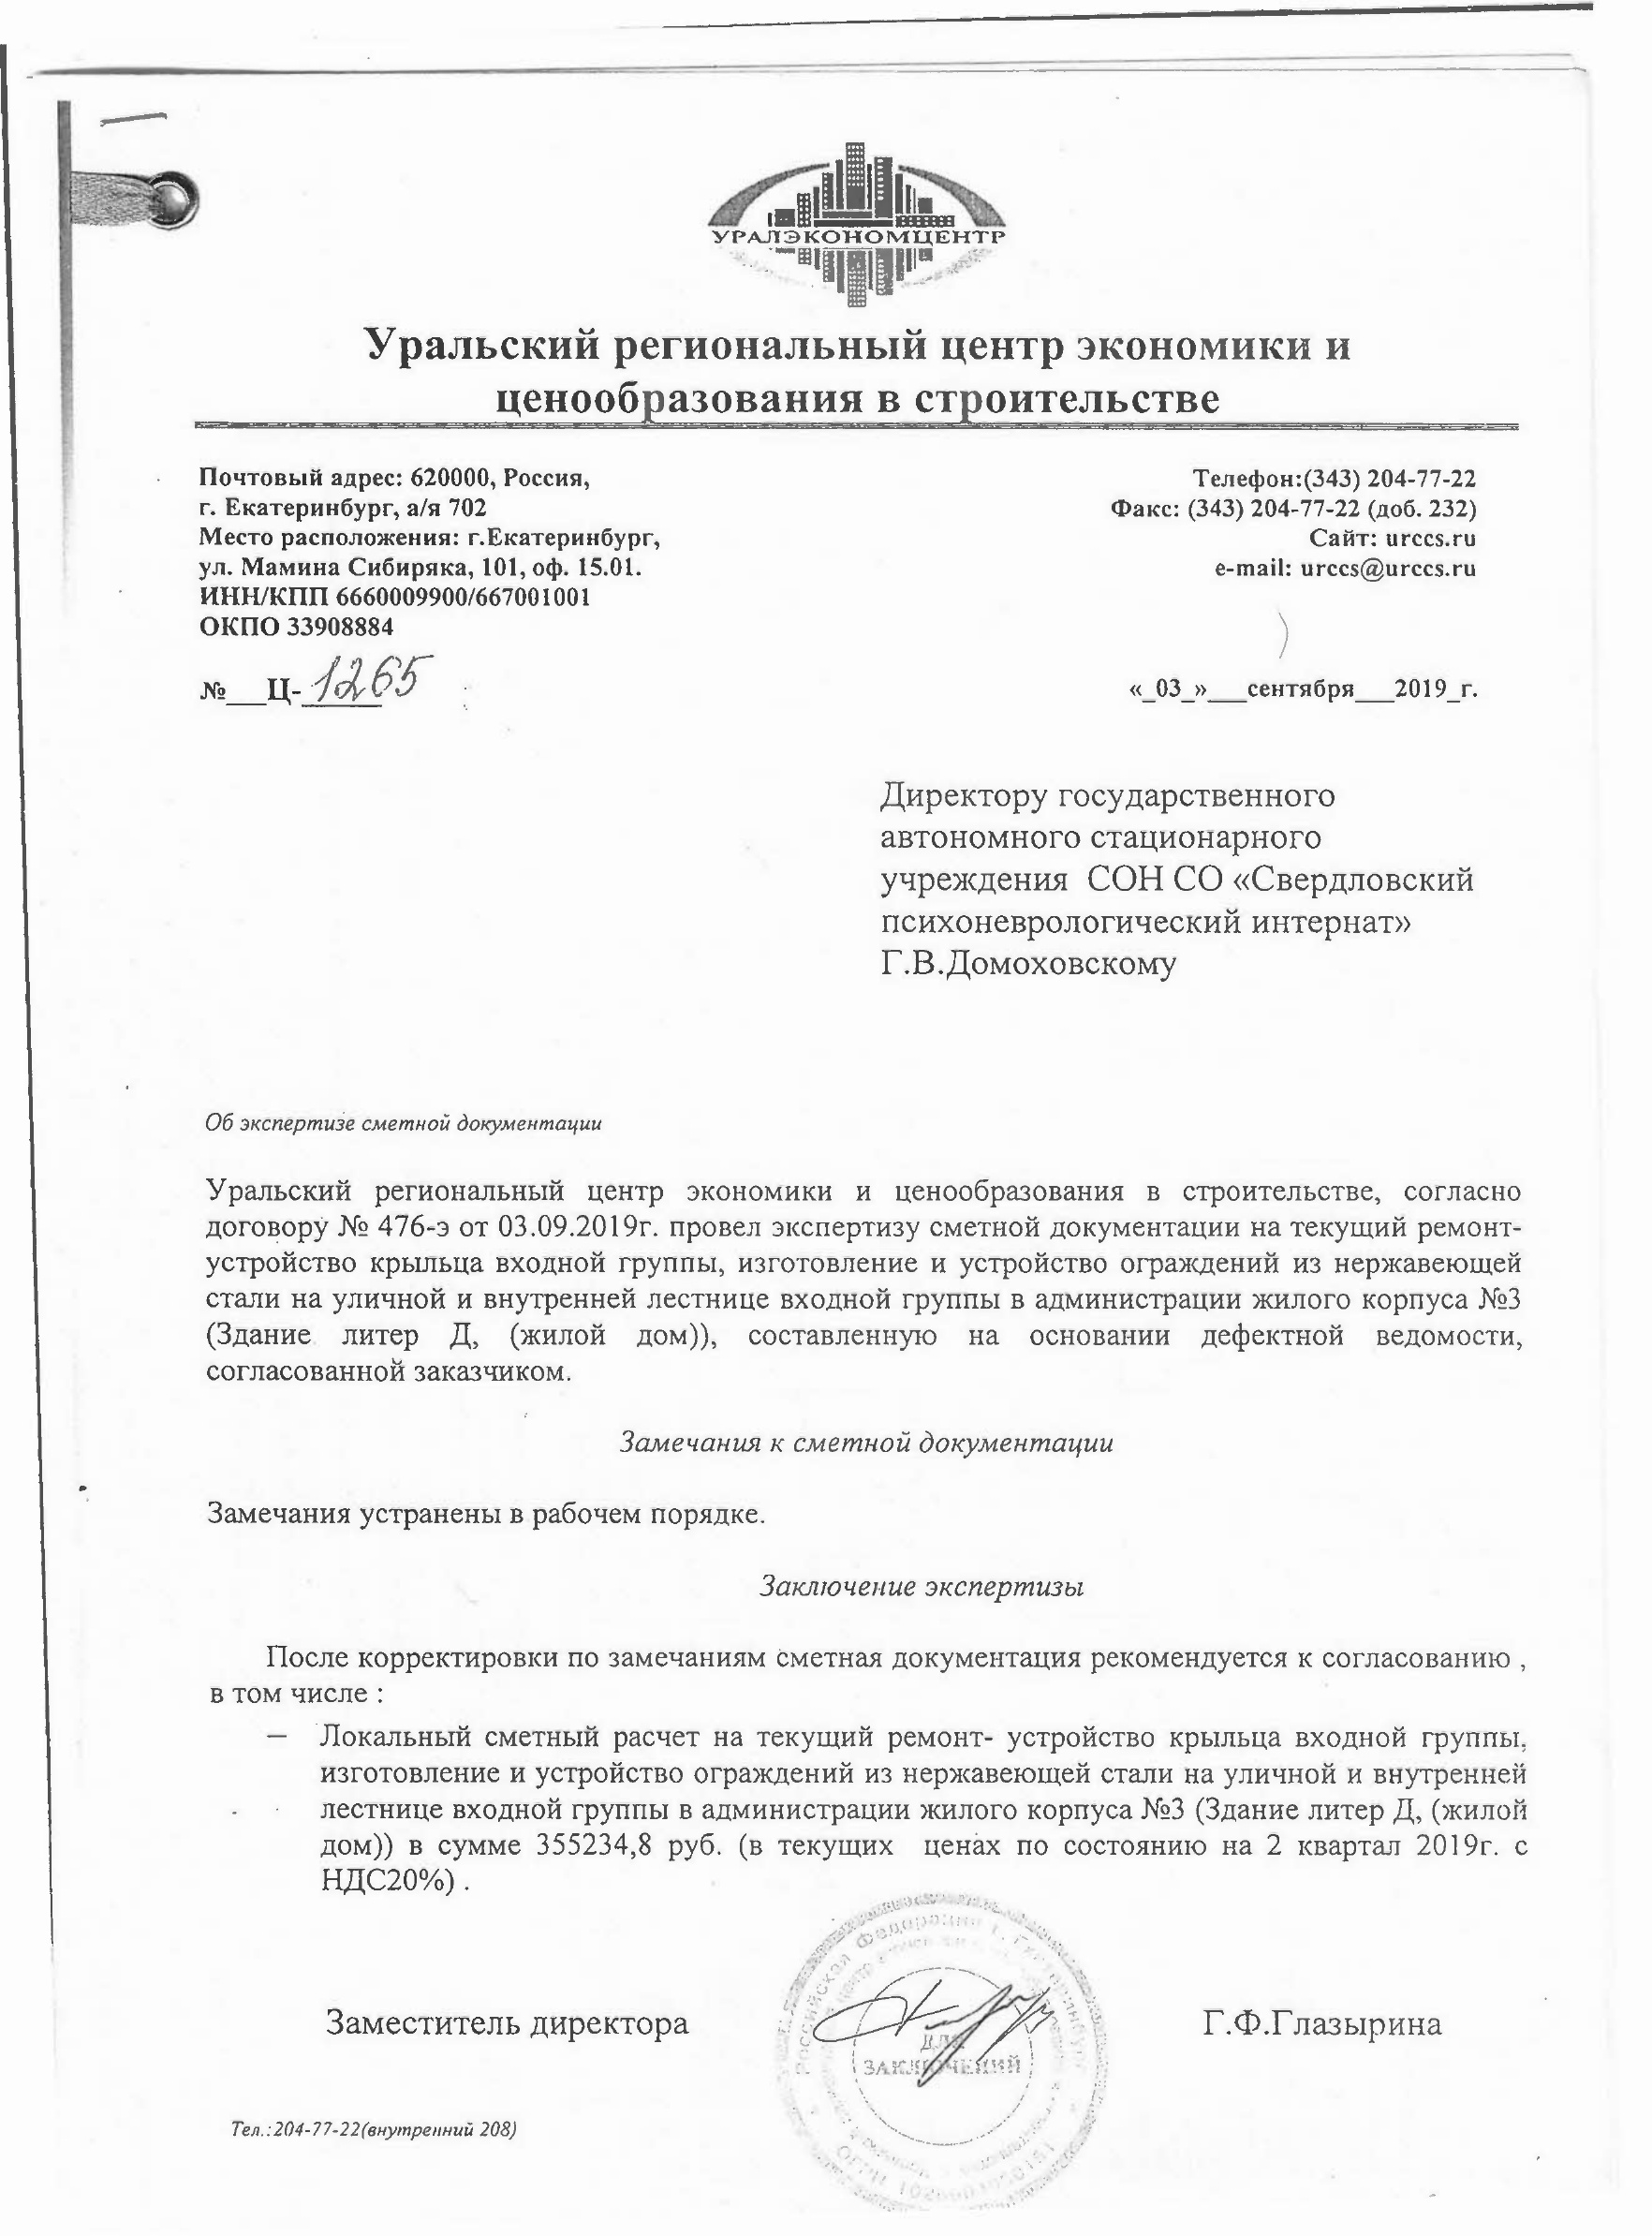 УРАЛЭКОНОМЦЕНТР
Уральский региональный центр экономики и
ценообразования в строительстве
Почтовый адрес: 620000, Россия,
г. Екатеринбург, а/я 702
Место расположения: г.Екатеринбург,
ул. Мамина Сибиряка, 101, оф. 15.01.
ИНН/КПП 6660009900/667001001
ОКПО 33908884
Телефон:(343) 204-77-22
Факс: (343) 204-77-22 (доб. 232)
Сайт: urccs.ru
e-mail: urccs@urccs.ru
№___Ц-1265
«_03_»___сентября___2019_г.
Директору государственного
автономного стационарного
учреждения СОН СО «Свердловский
психоневрологический интернат»
Г.В.Домоховскому
Об экспертизе сметной документации
Уральский региональный центр экономики и ценообразования в строительстве, согласно
договору № 476-э от 03.09.2019г. провел экспертизу сметной документации на текущий ремонт-
устройство крыльца входной группы, изготовление и устройство ограждений из нержавеющей
стали на уличной и внутренней лестнице входной группы в администрации жилого корпуса №3
(Здание литер Д, (жилой дом)), составленную на основании дефектной ведомости,
согласованной заказчиком.
Замечания к сметной документации
Замечания устранены в рабочем порядке.
Заключение экспертизы
После корректировки по замечаниям сметная документация рекомендуется к согласованию ,
в том числе :
– Локальный сметный расчет на текущий ремонт- устройство крыльца входной группы,
изготовление и устройство ограждений из нержавеющей стали на уличной и внутренней
лестнице входной группы в администрации жилого корпуса №3 (Здание литер Д, (жилой
дом)) в сумме 355234,8 руб. (в текущих ценах по состоянию на 2 квартал 2019г. с
НДС20%) .
Заместитель директора
Г.Ф.Глазырина
Российская Федерация г. Екатеринбург
ДЛЯ
ЗАКЛЮЧЕНИЙ
ОГРН
Тел.:204-77-22(внутренний 208)